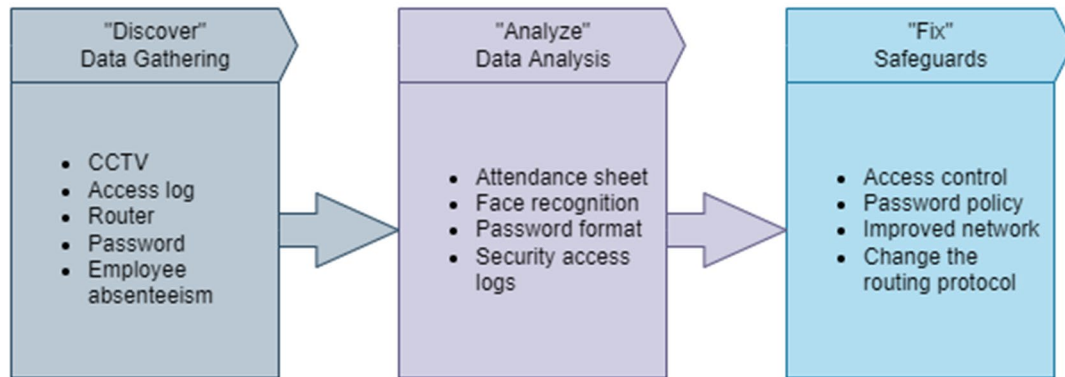 "Discover"
Data Gathering
• CCTV
• Access log
• Router
• Password
• Employee
absenteeism
"Analyze"
Data Analysis
• Attendance sheet
• Face recognition
• Password format
• Security access
logs
"Fix"
Safeguards
• Access control
• Password policy
• Improved network
• Change the
routing protocol